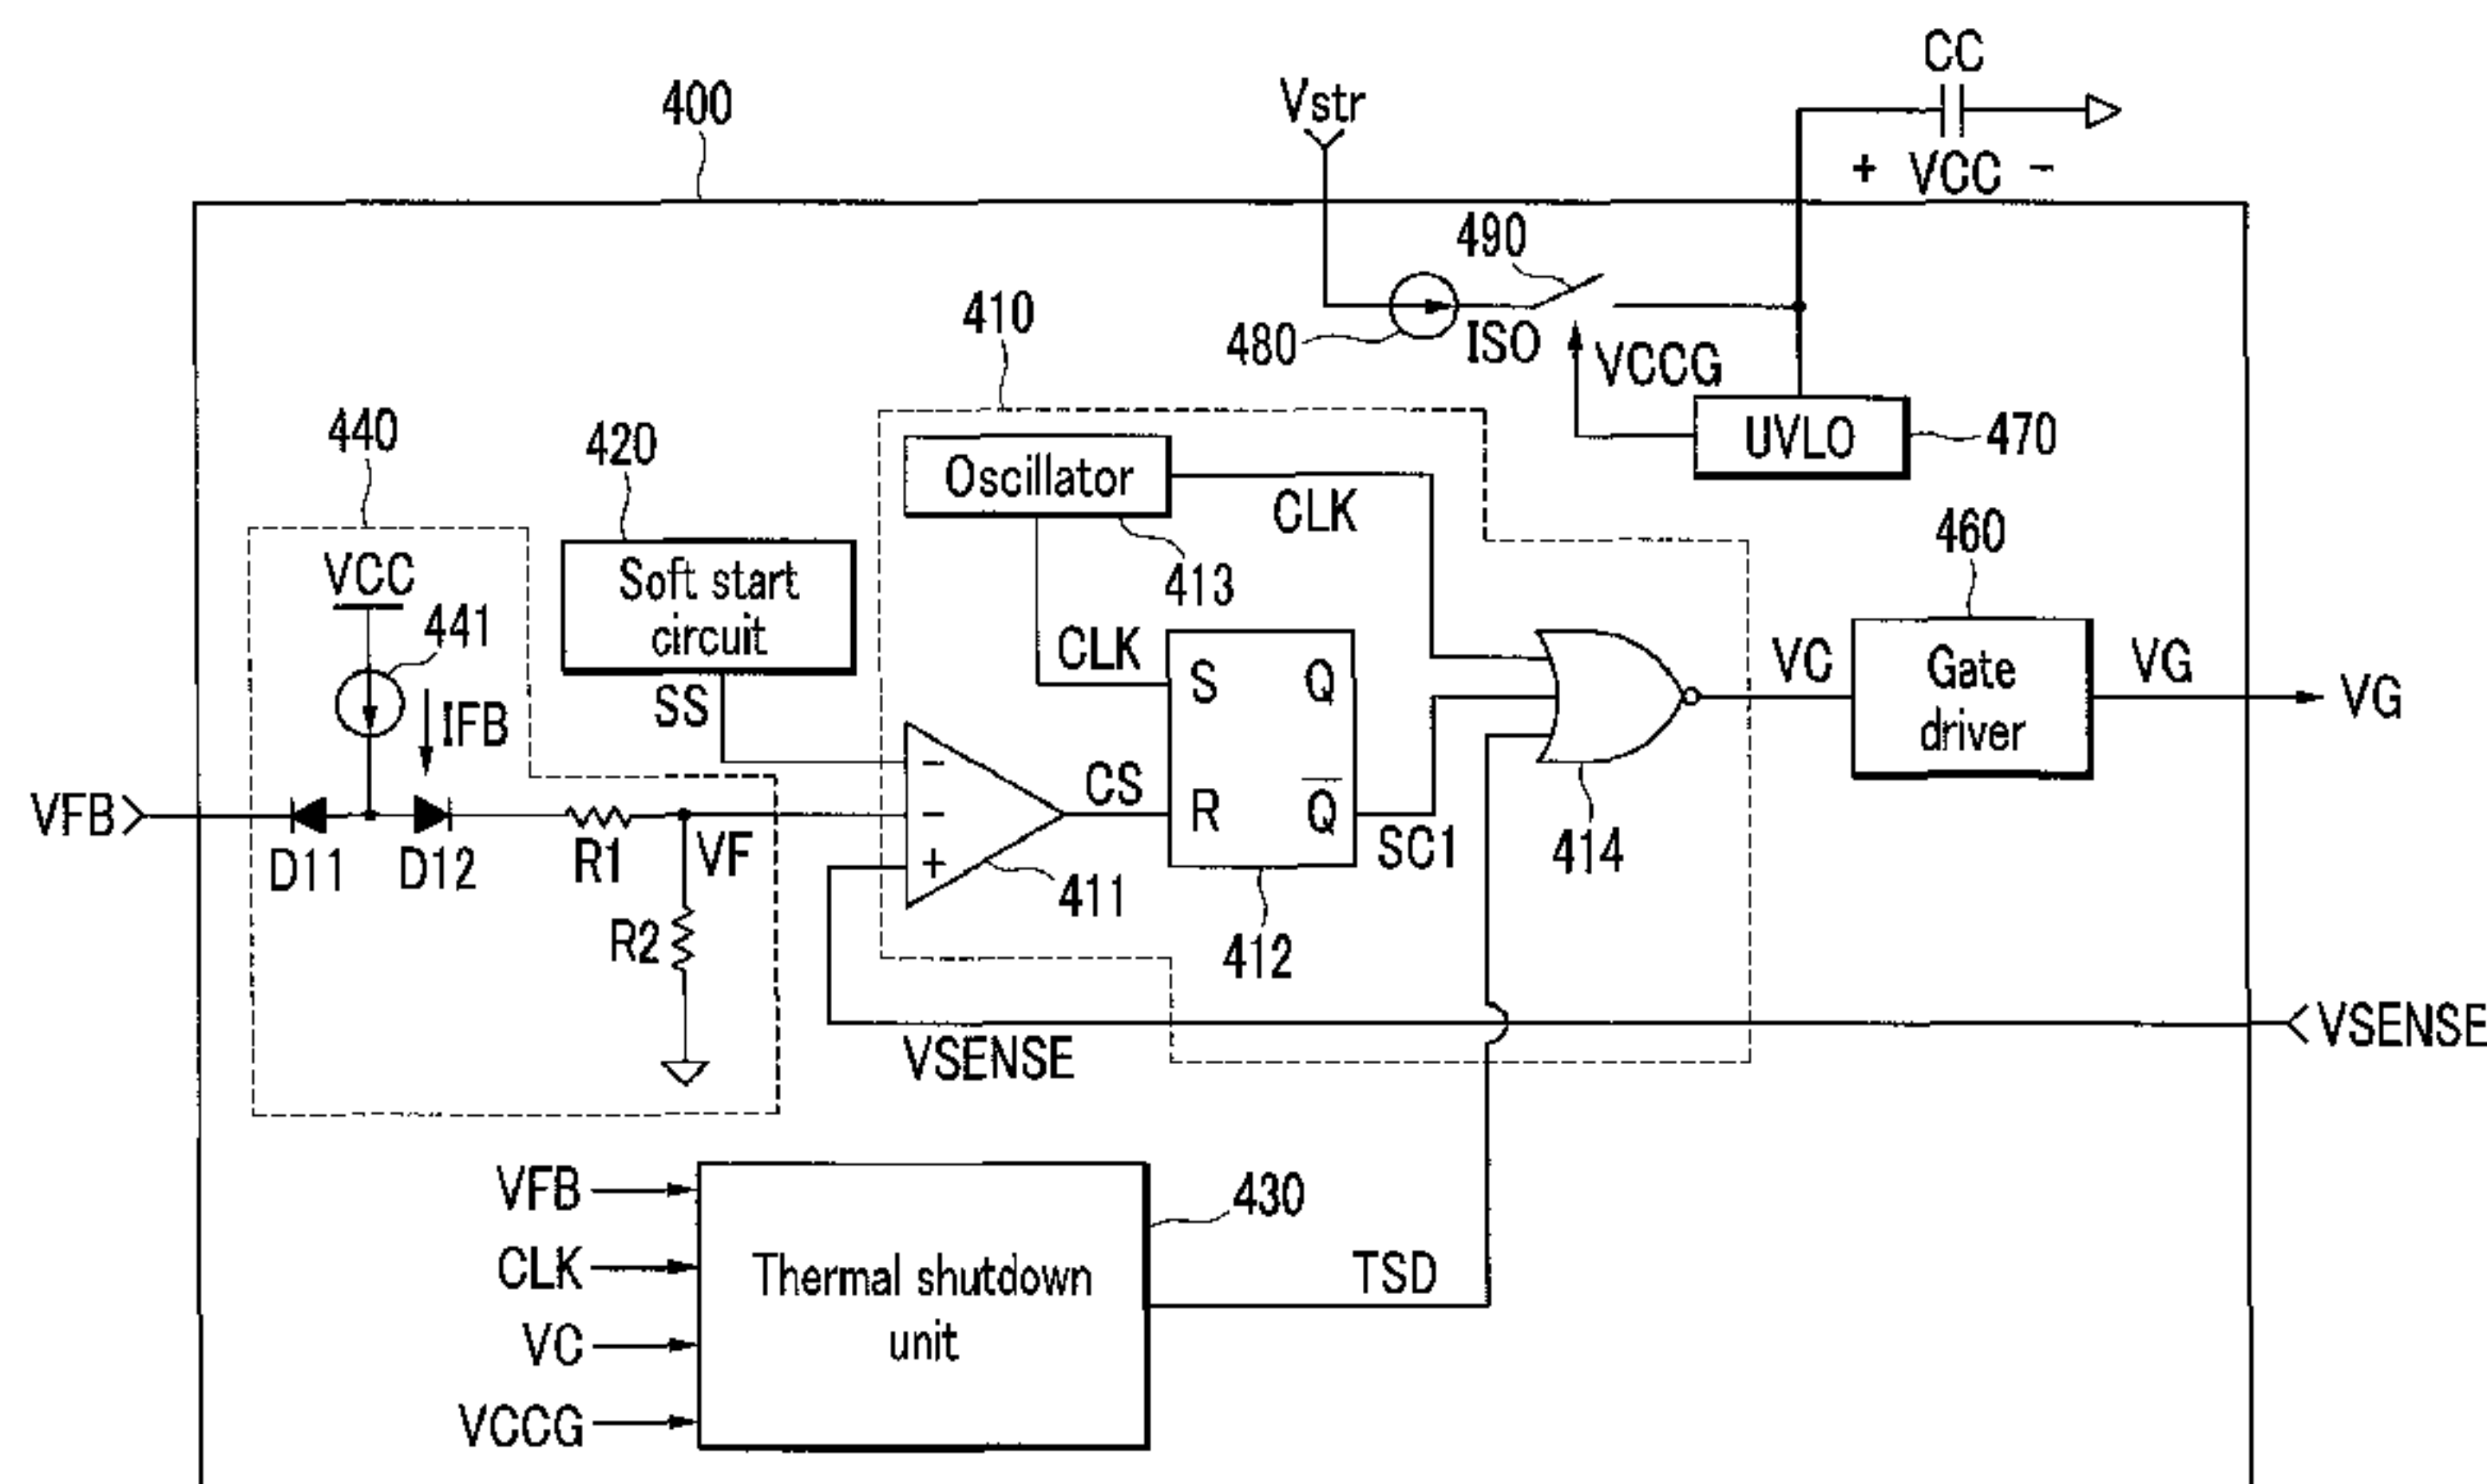 CC
400
Vstr
+ VCC -
490
410
480
ISO
VCCG
440
420
Oscillator
UVLO
470
CLK
460
VCC
Soft start
circuit
413
441
CLK
S
Q
VC
Gate
driver
VG
VG
SS
IFB
-
VFB
-
CS
R
Q
D11
D12
R1
VF
+
411
SC1
414
R2
412
VSENSE
VSENSE
VFB
430
CLK
Thermal shutdown
unit
TSD
VC
VCCG